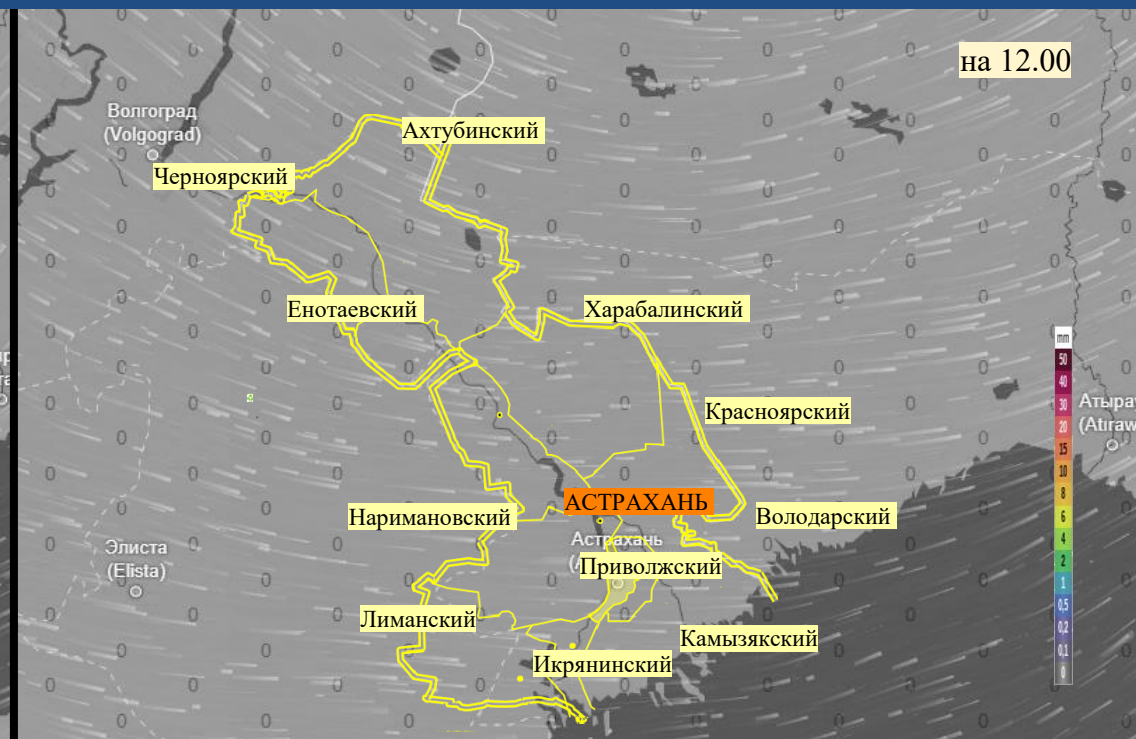 на 12.00
Волгоград
(Volgograd)
Ахтубинский
Черноярский
Енотаевский
Харабалинский
mm
50
40
30
20
15
10
8
6
4
2
1
0,5
0,2
0,1
0
Красноярский
Атырау
(Atıraw
АСТРАХАНЬ
Наримановский
Володарский
Элиста
(Elista)
Астрахань
Приволжский
Лиманский
Камызякский
Икрянинский